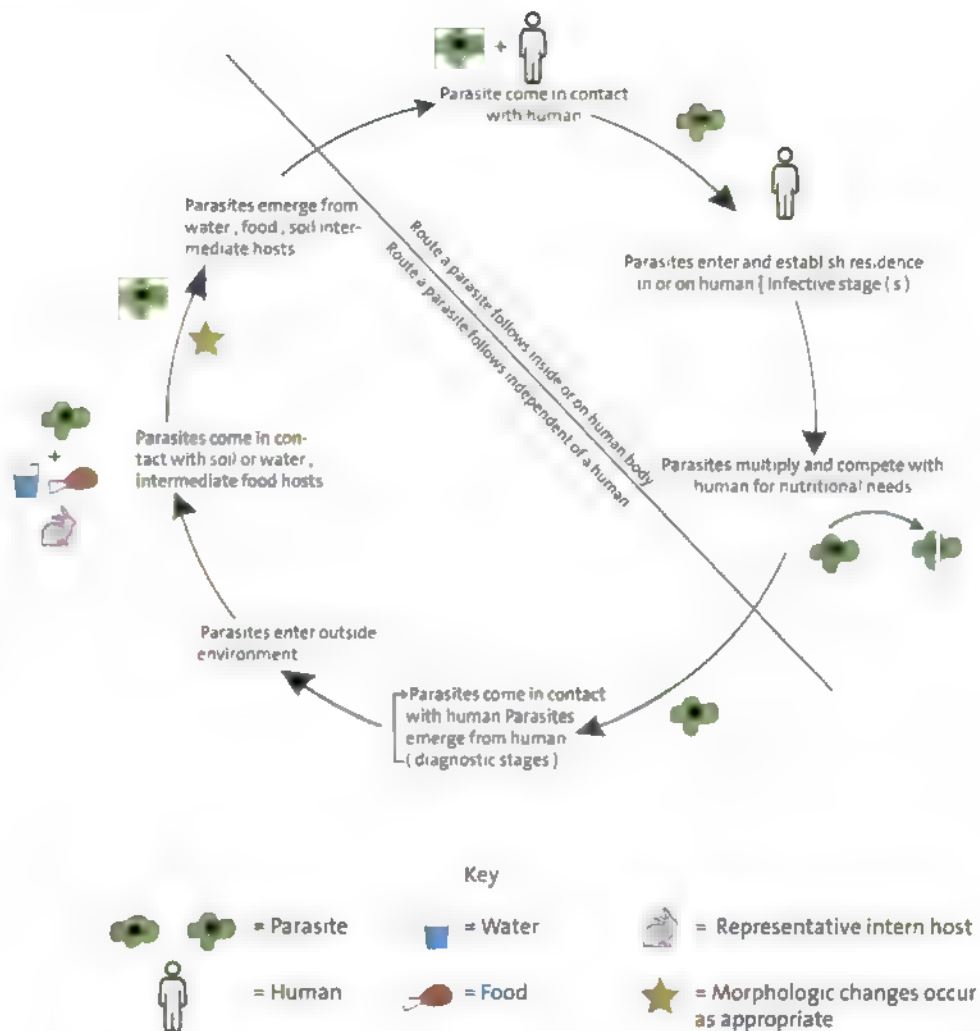 +
Parasite come in contact
with human
Parasites emerge from
water , food , soil inter-
mediate hosts
Route a parasite follows inside or on human body
Route a parasite follows independent of a human
Parasites enter and establish residence
in or on human [ Infective stage ( s )
Parasites come in con-
tact with soil or water ,
intermediate food hosts
+
Parasites multiply and compete with
human for nutritional needs
Parasites enter outside
environment
Parasites come in contact
with human Parasites
emerge from human
( diagnostic stages )
Key
= Parasite
= Water
= Representative intern host
= Human
= Food
= Morphologic changes occur
as appropriate